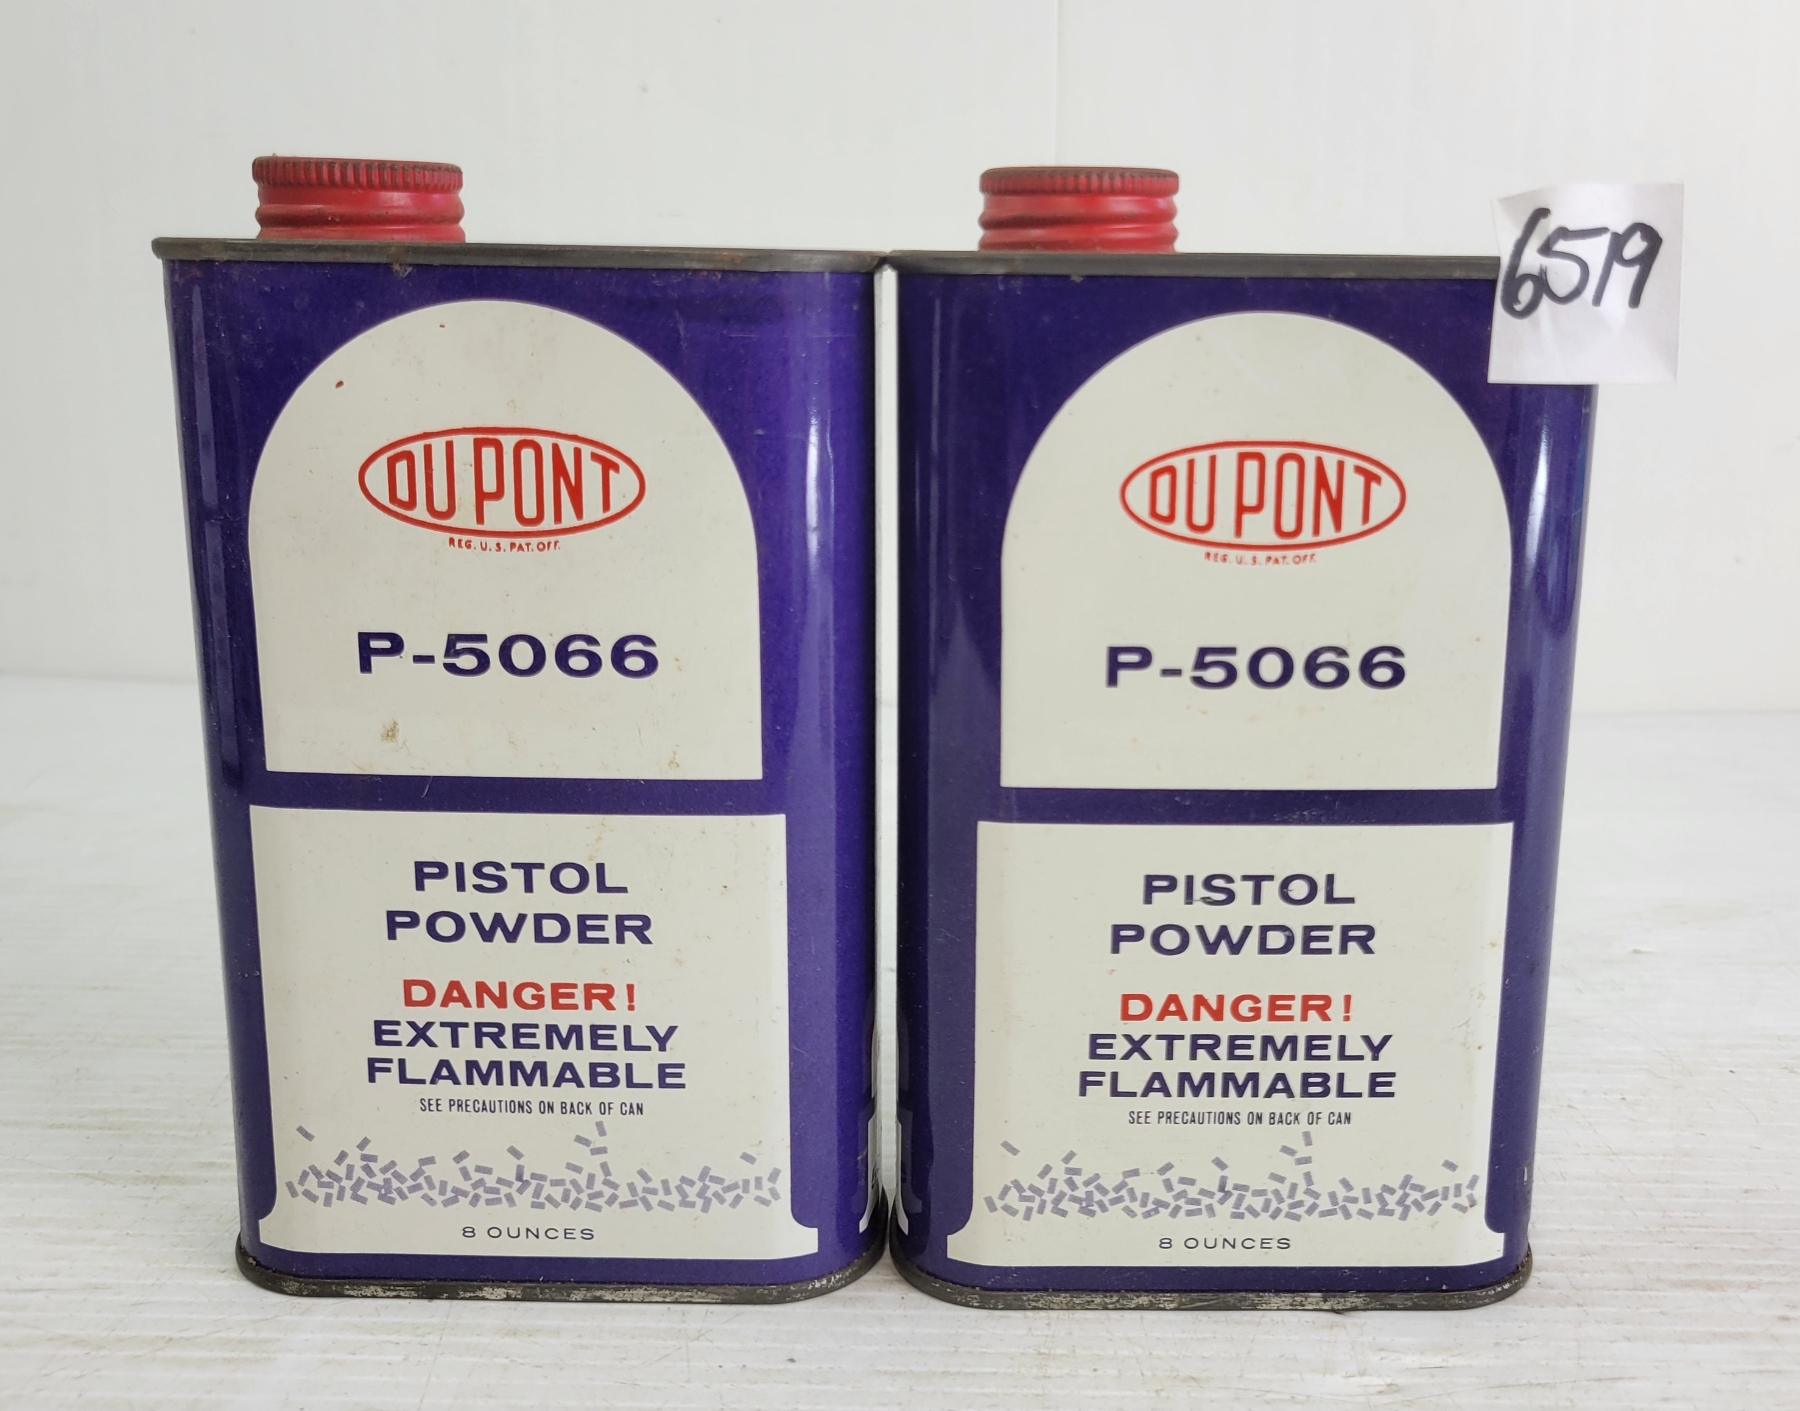 DU PONT
REG. U.S. PAT. OFF.
P-5066
PISTOL
POWDER
DANGER!
EXTREMELY
FLAMMABLE
SEE PRECAUTIONS ON BACK OF CAN
8 OUNCES
DU PONT
REG. U.S. PAT. OFF.
P-5066
PISTOL
POWDER
DANGER!
EXTREMELY
FLAMMABLE
SEE PRECAUTIONS ON BACK OF CAN
8 OUNCES
6519